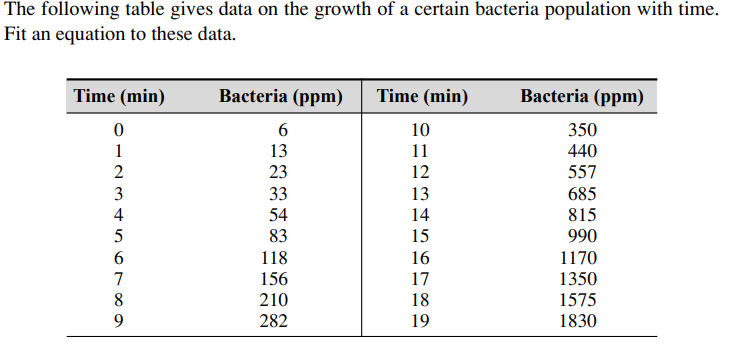 The following table gives data on the growth of a certain bacteria population with time.
Fit an equation to these data.
Time (min) Bacteria (ppm) Time (min) Bacteria (ppm)
0 6 10 350
1 13 11 440
2 23 12 557
3 33 13 685
4 54 14 815
5 83 15 990
6 118 16 1170
7 156 17 1350
8 210 18 1575
9 282 19 1830